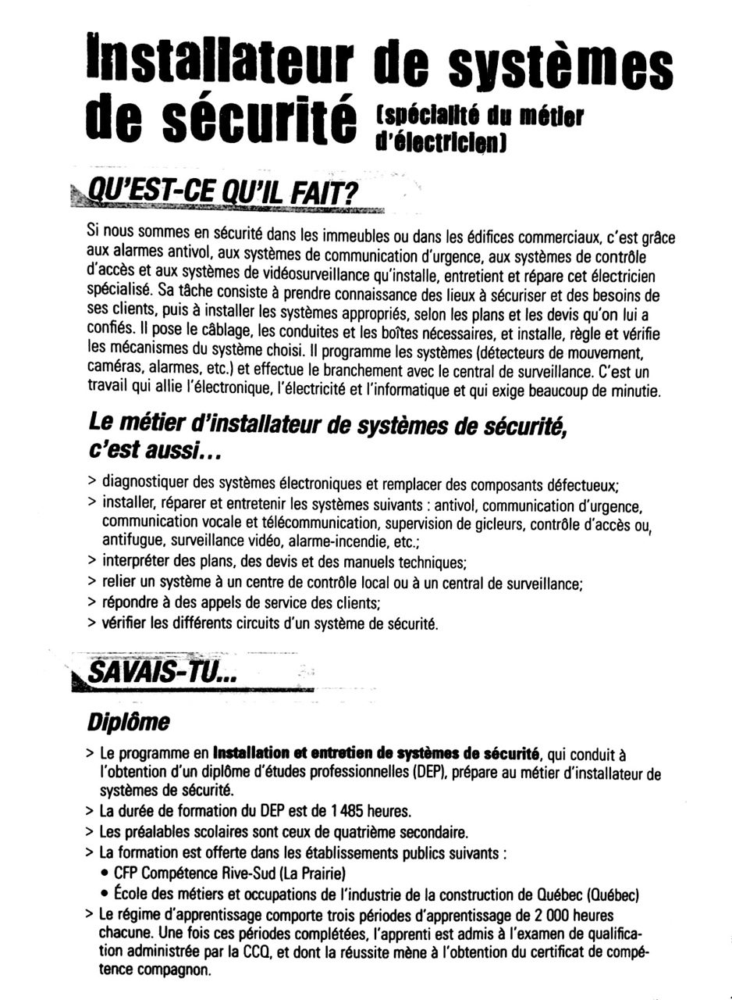 Installateur de systèmes
de sécurité (spécialité du métier
d'électricien)
QU'EST-CE QU'IL FAIT?
Si nous sommes en sécurité dans les immeubles ou dans les édifices commerciaux, c'est grâce
aux alarmes antivol, aux systèmes de communication d'urgence, aux systèmes de contrôle
d'accès et aux systèmes de vidéosurveillance qu'installe, entretient et répare cet électricien
spécialisé. Sa tâche consiste à prendre connaissance des lieux à sécuriser et des besoins de
ses clients, puis à installer les systèmes appropriés, selon les plans et les devis qu'on lui a
confiés. Il pose le câblage, les conduites et les boîtes nécessaires, et installe, règle et vérifie
les mécanismes du système choisi. Il programme les systèmes (détecteurs de mouvement,
caméras, alarmes, etc.) et effectue le branchement avec le central de surveillance. C'est un
travail qui allie l'électronique, l'électricité et l'informatique et qui exige beaucoup de minutie.
Le métier d'installateur de systèmes de sécurité,
c'est aussi...
> diagnostiquer des systèmes électroniques et remplacer des composants défectueux;
> installer, réparer et entretenir les systèmes suivants : antivol, communication d'urgence,
communication vocale et télécommunication, supervision de gicleurs, contrôle d'accès ou,
antifugue, surveillance vidéo, alarme-incendie, etc.;
> interpréter des plans, des devis et des manuels techniques;
> relier un système à un centre de contrôle local ou à un central de surveillance;
> répondre à des appels de service des clients;
> vérifier les différents circuits d'un système de sécurité.
SAVAIS-TU...
Diplôme
> Le programme en Installation et entretien de systèmes de sécurité, qui conduit à
l'obtention d'un diplôme d'études professionnelles (DEP), prépare au métier d'installateur de
systèmes de sécurité.
> La durée de formation du DEP est de 1 485 heures.
> Les préalables scolaires sont ceux de quatrième secondaire.
> La formation est offerte dans les établissements publics suivants :
• CFP Compétence Rive-Sud (La Prairie)
• École des métiers et occupations de l'industrie de la construction de Québec (Québec)
> Le régime d'apprentissage comporte trois périodes d'apprentissage de 2 000 heures
chacune. Une fois ces périodes complétées, l'apprenti est admis à l'examen de qualifica-
tion administrée par la CCQ, et dont la réussite mène à l'obtention du certificat de compé-
tence compagnon.